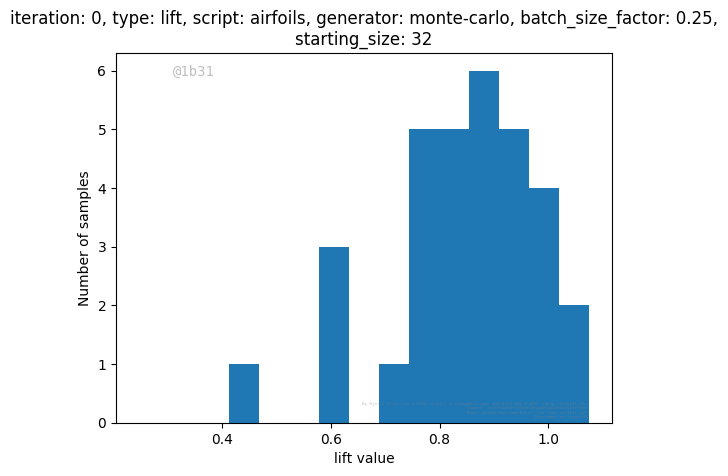 iteration: 0, type: lift, script: airfoils, generator: monte-carlo, batch_size_factor: 0.25,
starting_size: 32
@1b31
6
5
4
3
2
1
0
Number of samples
0.4 0.6 0.8 1.0
lift value